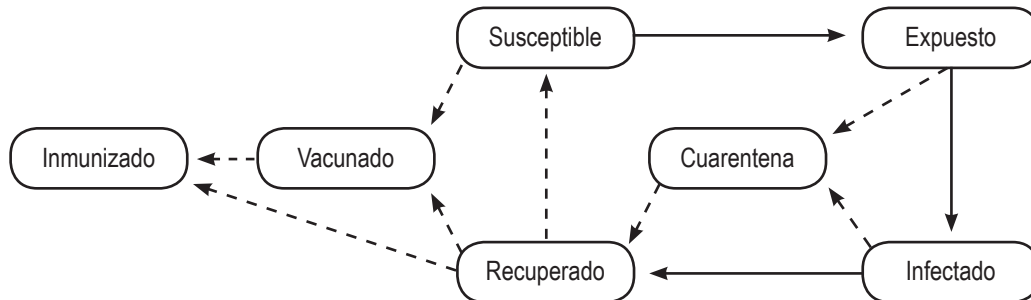 Susceptible
Expuesto
Inmunizado
Vacunado
Cuarentena
Recuperado
Infectado